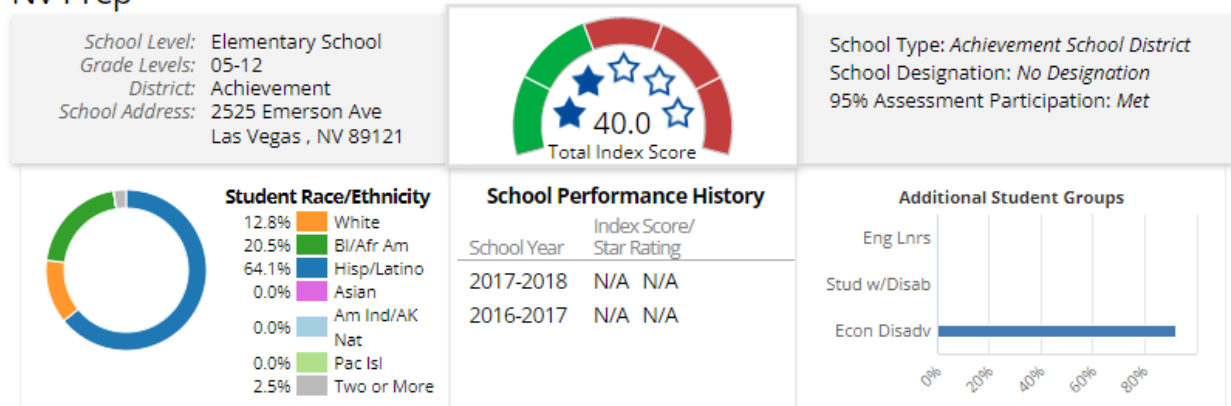 School Level: Elementary School
Grade Levels: 05-12
District: Achievement
School Address: 2525 Emerson Ave
Las Vegas , NV 89121
40.0
Total Index Score
School Type: Achievement School District
School Designation: No Designation
95% Assessment Participation: Met
Student Race/Ethnicity
12.8% White
20.5% Bl/Afr Am
64.1% Hisp/Latino
0.0% Asian
0.0% Am Ind/AK
Nat
0.0% Pac Isl
2.5% Two or More
School Performance History
School Year Index Score/
Star Rating
2017-2018 N/A N/A
2016-2017 N/A N/A
Additional Student Groups
Eng Lnrs
Stud w/Disab
Econ Disadv
0% 20% 40% 60% 80%